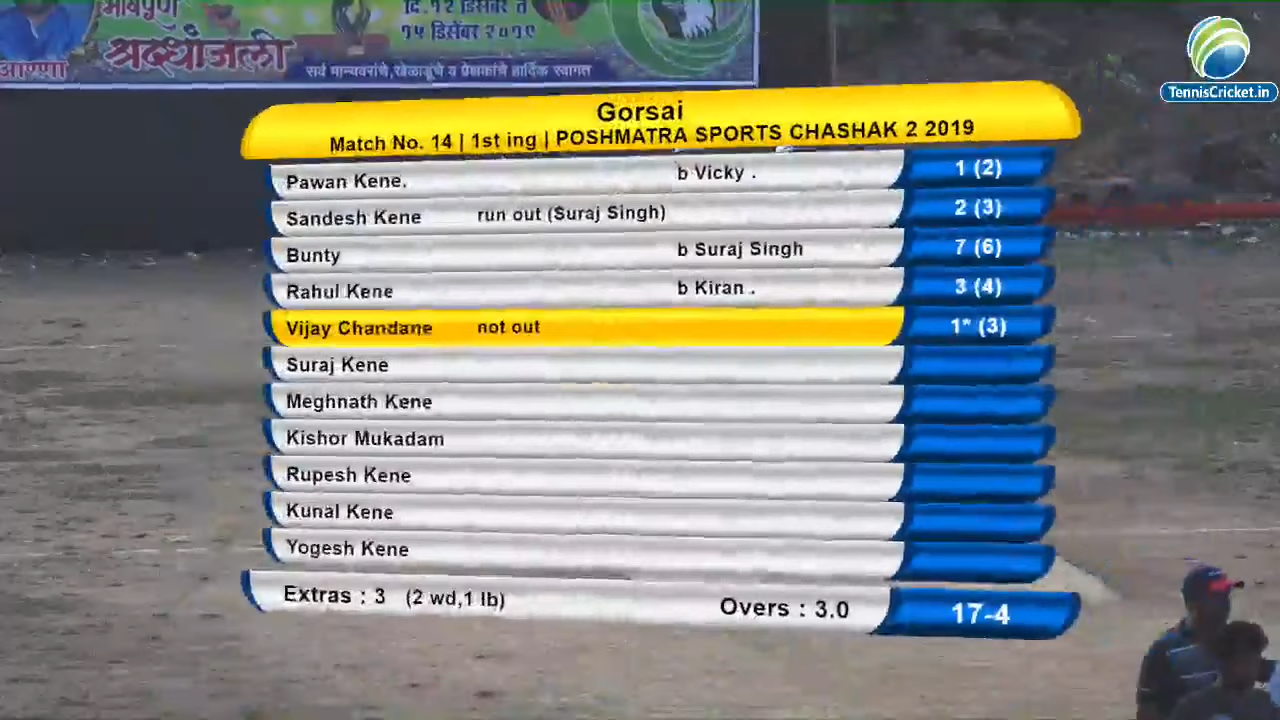 भावपूर्ण
श्रद्धांजली
आण्णा
दि.१२ डिसेंबर ते
१५ डिसेंबर २०१९
सर्व मान्यवरांचे,खेळाडूंचे व प्रेक्षकांचे हार्दिक स्वागत
TennisCricket.in
Gorsai
Match No. 14 | 1st ing | POSHMATRA SPORTS CHASHAK 2 2019
Pawan Kene. b Vicky . 1 (2)
Sandesh Kene run out (Suraj Singh) 2 (3)
Bunty b Suraj Singh 7 (6)
Rahul Kene b Kiran . 3 (4)
Vijay Chandane not out 1* (3)
Suraj Kene
Meghnath Kene
Kishor Mukadam
Rupesh Kene
Kunal Kene
Yogesh Kene
Extras : 3 (2 wd,1 lb) Overs : 3.0 17-4